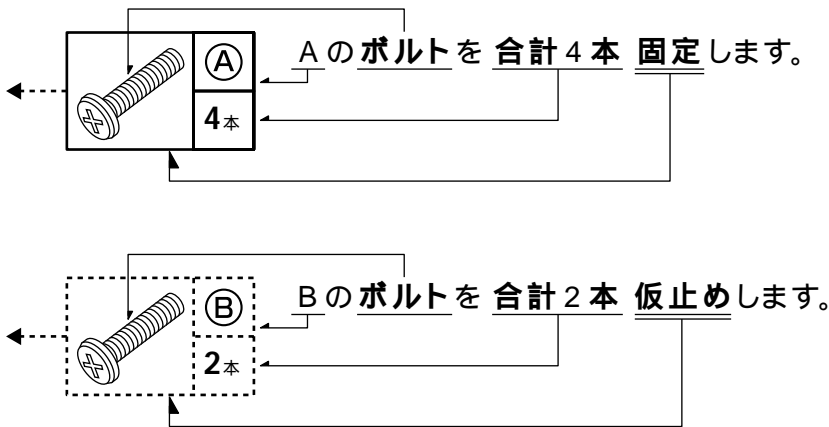 Ⓐ
Aのボルトを 合計4本 固定します。
4本
Ⓑ
Bのボルトを 合計2本 仮止めします。
2本